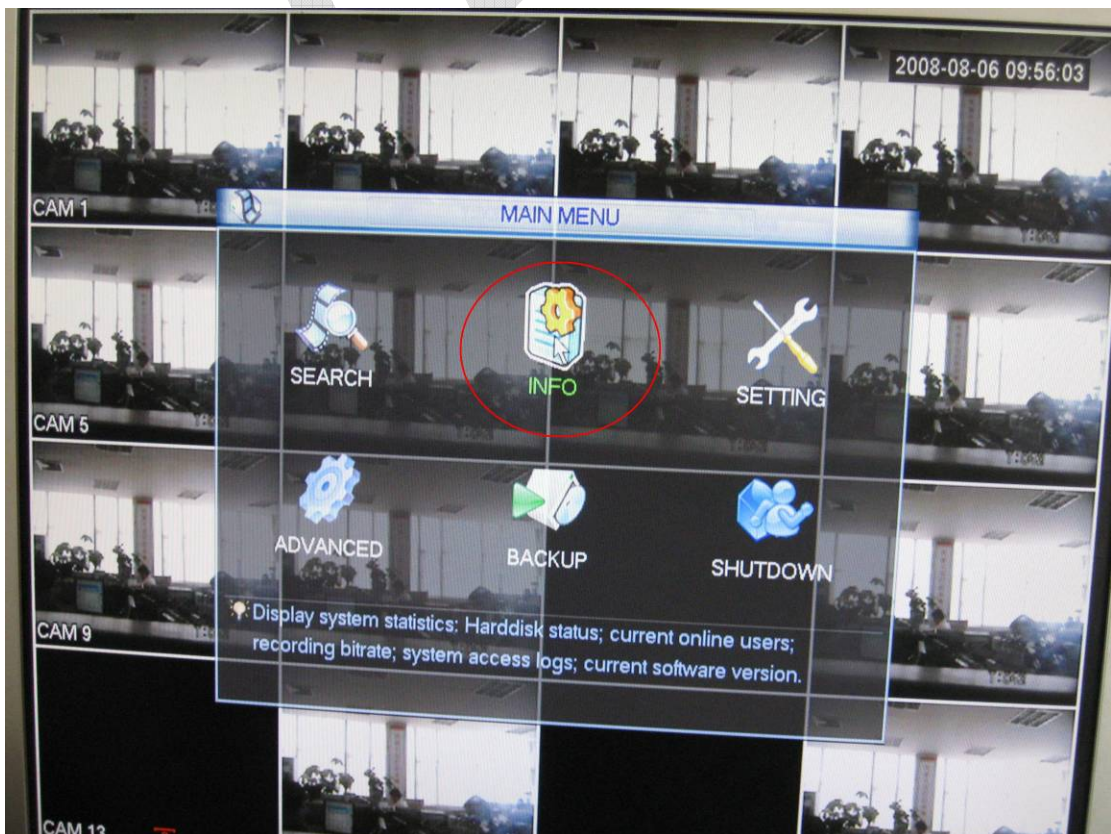 2008-08-06 09:56:03
CAM 1
MAIN MENU
SEARCH
INFO
SETTING
CAM 5
ADVANCED
BACKUP
SHUTDOWN
Display system statistics; Harddisk status; current online users;
recording bitrate; system access logs; current software version.
CAM 9
CAM 13